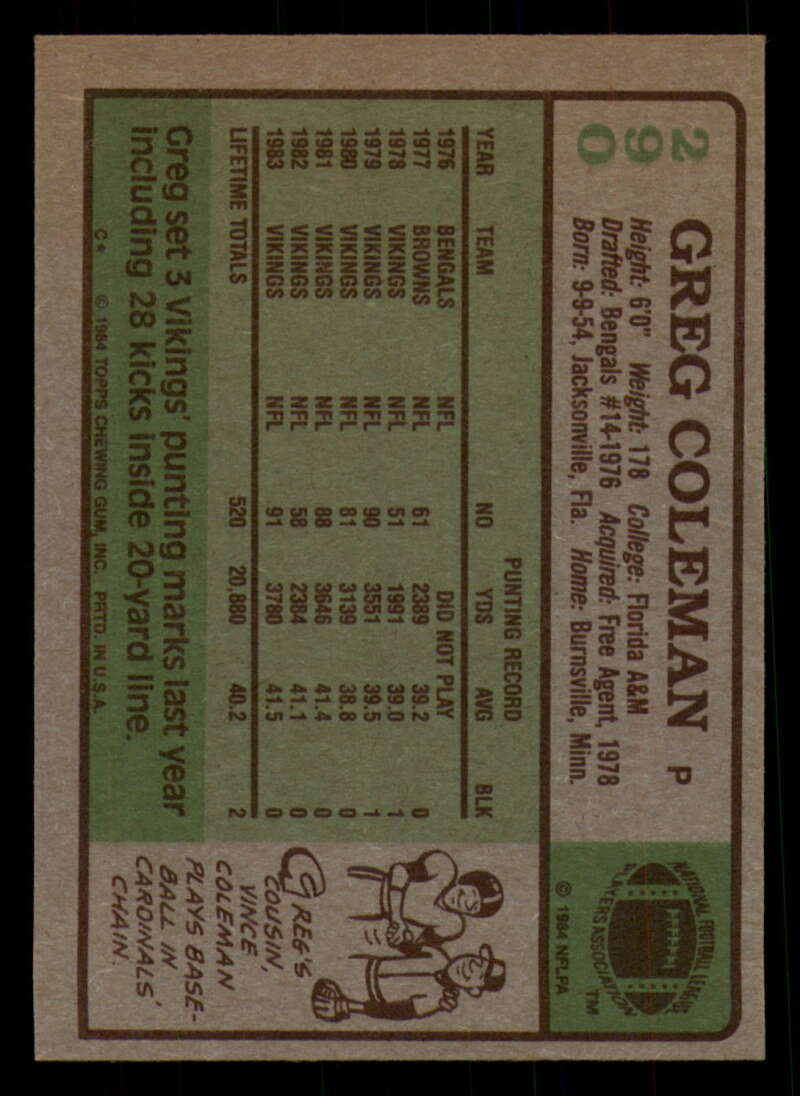 290
GREG COLEMAN P
Height: 6'0" Weight: 178 College: Florida A&M
Drafted: Bengals #14-1976 Acquired: Free Agent, 1978
Born: 9-9-54, Jacksonville, Fla. Home: Burnsville, Minn.
NATIONAL FOOTBALL LEAGUE
PLAYERS ASSOCIATION
TM
© 1984 NFLPA
PUNTING RECORD
YEAR TEAM NO YDS AVG BLK
1976 BENGALS NFL DID NOT PLAY
1977 BROWNS NFL 61 2389 39.2 0
1978 VIKINGS NFL 51 1991 39.0 1
1979 VIKINGS NFL 90 3551 39.5 1
1980 VIKINGS NFL 81 3139 38.8 0
1981 VIKINGS NFL 88 3646 41.4 0
1982 VIKINGS NFL 58 2384 41.1 0
1983 VIKINGS NFL 91 3780 41.5 0
LIFETIME TOTALS 520 20,880 40.2 2
Greg set 3 Vikings' punting marks last year
including 28 kicks inside 20-yard line.
C* © 1984 TOPPS CHEWING GUM, INC. PRTD. IN U.S.A.
GREG'S
COUSIN,
VINCE
COLEMAN
PLAYS BASE-
BALL IN
CARDINALS'
CHAIN.